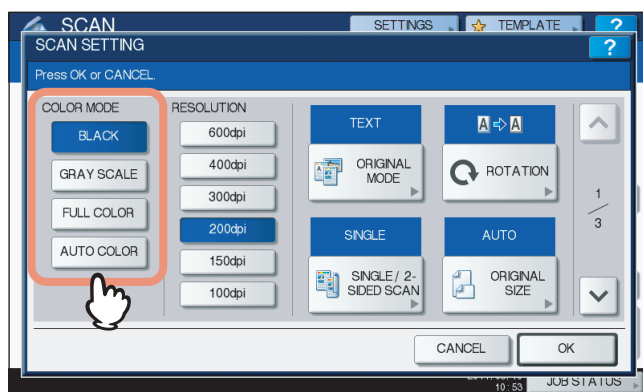 SCAN
SETTINGS
TEMPLATE
?
SCAN SETTING
?
Press OK or CANCEL.
COLOR MODE
BLACK
GRAY SCALE
FULL COLOR
AUTO COLOR
RESOLUTION
600dpi
400dpi
300dpi
200dpi
150dpi
100dpi
TEXT
ORIGINAL
MODE
A A
ROTATION
SINGLE
SINGLE / 2-
SIDED SCAN
AUTO
ORIGINAL
SIZE
1
3
CANCEL
OK
10:53
JOB STATUS